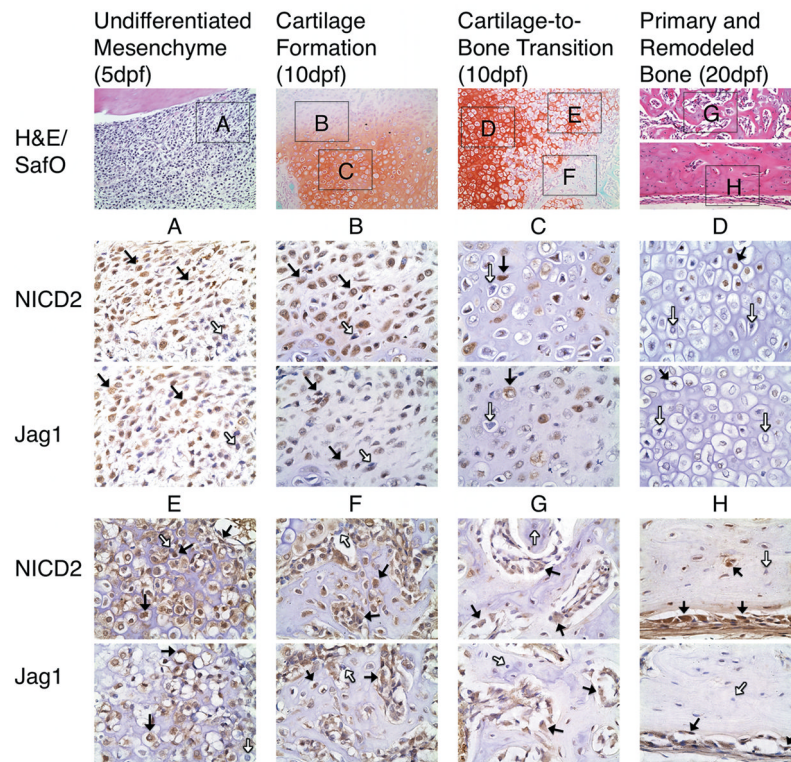 Undifferentiated
Mesenchyme
(5dpf)
Cartilage
Formation
(10dpf)
Cartilage-to-
Bone Transition
(10dpf)
Primary and
Remodeled
Bone (20dpf)
H&E/
SafO
A
B
C
D
E
F
G
H
A
B
C
D
NICD2
Jag1
E
F
G
H
NICD2
Jag1